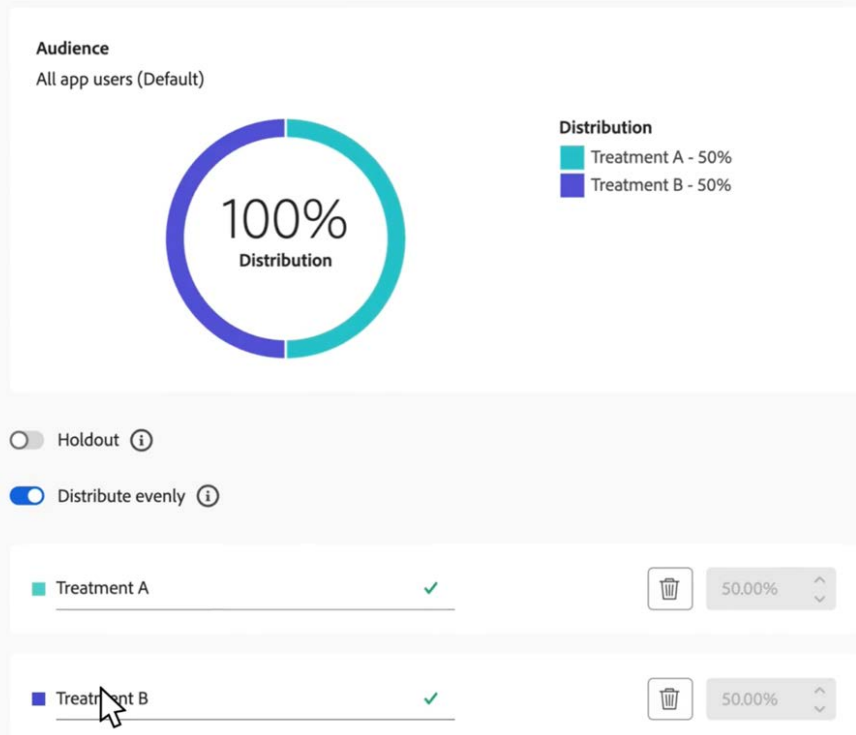 Audience
All app users (Default)
100%
Distribution
Distribution
Treatment A - 50%
Treatment B - 50%
Holdout
Distribute evenly
Treatment A
50.00%
Treatment B
50.00%